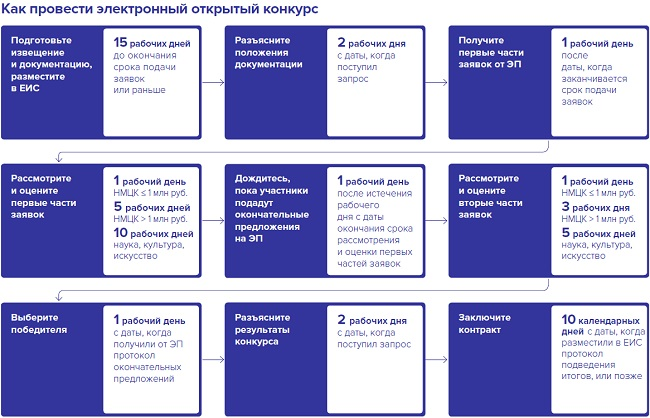 Как провести электронный открытый конкурс
Подготовьте
извещение
и документацию,
разместите
в ЕИС
15 рабочих дней
до окончания
срока подачи
заявок
или раньше
Разъясните
положения
документации
2 рабочих дня
с даты, когда
поступил
запрос
Получите
первые части
заявок от ЭП
1 рабочий день
после
даты, когда
заканчивается
срок подачи
заявок
Рассмотрите
и оцените
первые части
заявок
1 рабочий день
НМЦК ≤ 1 млн руб.
5 рабочих дней
НМЦК > 1 млн руб.
10 рабочих дней
наука, культура,
искусство
Дождитесь,
пока участники
подадут
окончательные
предложения
на ЭП
1 рабочий день
после истечения
рабочего
дня с даты
окончания срока
рассмотрения
и оценки первых
частей заявок
Рассмотрите
и оцените
вторые части
заявок
1 рабочий день
НМЦК ≤ 1 млн руб.
3 рабочих дня
НМЦК > 1 млн руб.
5 рабочих дней
наука, культура,
искусство
Выберите
победителя
1 рабочий день
с даты, когда
получили от ЭП
протокол
окончательных
предложений
Разъясните
результаты
конкурса
2 рабочих дня
с даты, когда
поступил запрос
Заключите
контракт
10 календарных
дней с даты, когда
разместили в ЕИС
протокол
подведения
итогов, или позже